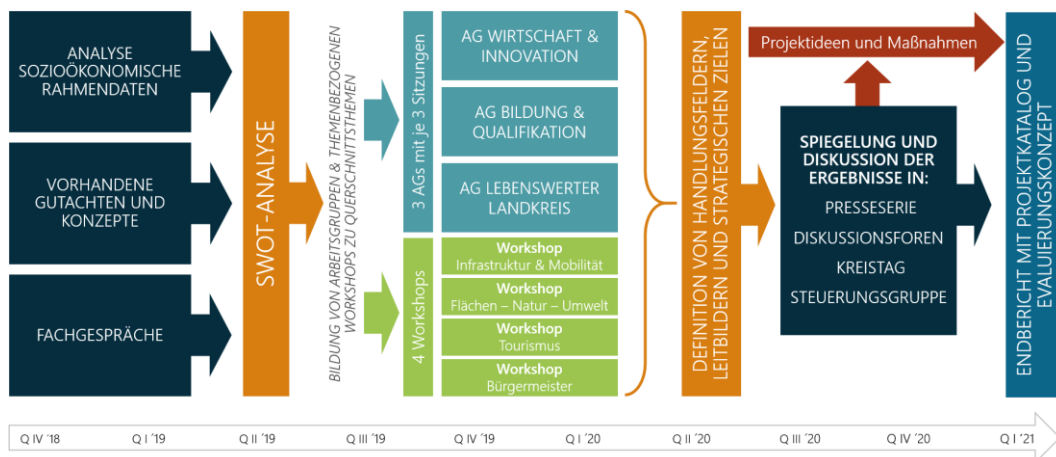 ANALYSE
SOZIOÖKONOMISCHE
RAHMENDATEN
VORHANDENE
GUTACHTEN UND
KONZEPTE
FACHGESPRÄCHE
SWOT-ANALYSE
BILDUNG VON ARBEITSGRUPPEN & THEMENBEZOGENEN
WORKSHOPS ZU QUERSCHNITTSTHEMEN
3 AGs mit je 3 Sitzungen
AG WIRTSCHAFT &
INNOVATION
AG BILDUNG &
QUALIFIKATION
AG LEBENSWERTER
LANDKREIS
4 Workshops
Workshop
Infrastruktur & Mobilität
Workshop
Flächen – Natur – Umwelt
Workshop
Tourismus
Workshop
Bürgermeister
DEFINITION VON HANDLUNGSFELDERN,
LEITBILDERN UND STRATEGISCHEN ZIELEN
Projektideen und Maßnahmen
SPIEGELUNG UND
DISKUSSION DER
ERGEBNISSE IN:
PRESSESERIE
DISKUSSIONSFOREN
KREISTAG
STEUERUNGSGRUPPE
ENDBERICHT MIT PROJEKTKATALOG UND
EVALUIERUNGSKONZEPT
Q IV ´18 Q I ´19 Q II ´19 Q III ´19 Q IV ´19 Q I ´20 Q II ´20 Q III ´20 Q IV ´20 Q I ´21